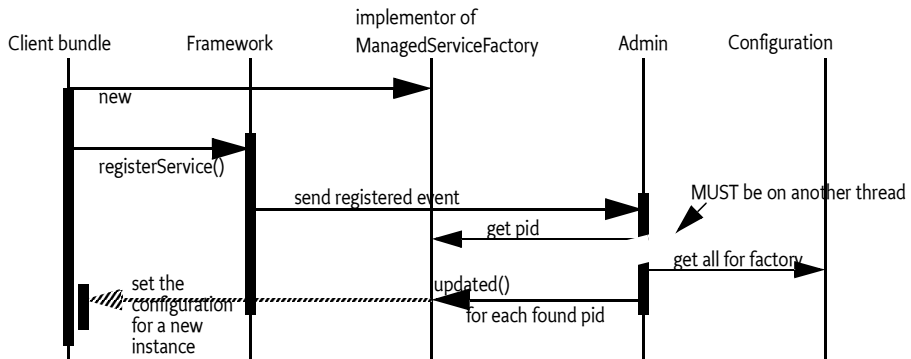 implementor of
Client bundle
Framework
ManagedServiceFactory
Admin
Configuration
new
registerService()
send registered event
MUST be on another thread
get pid
get all for factory
set the
configuration
for a new
instance
updated()
for each found pid